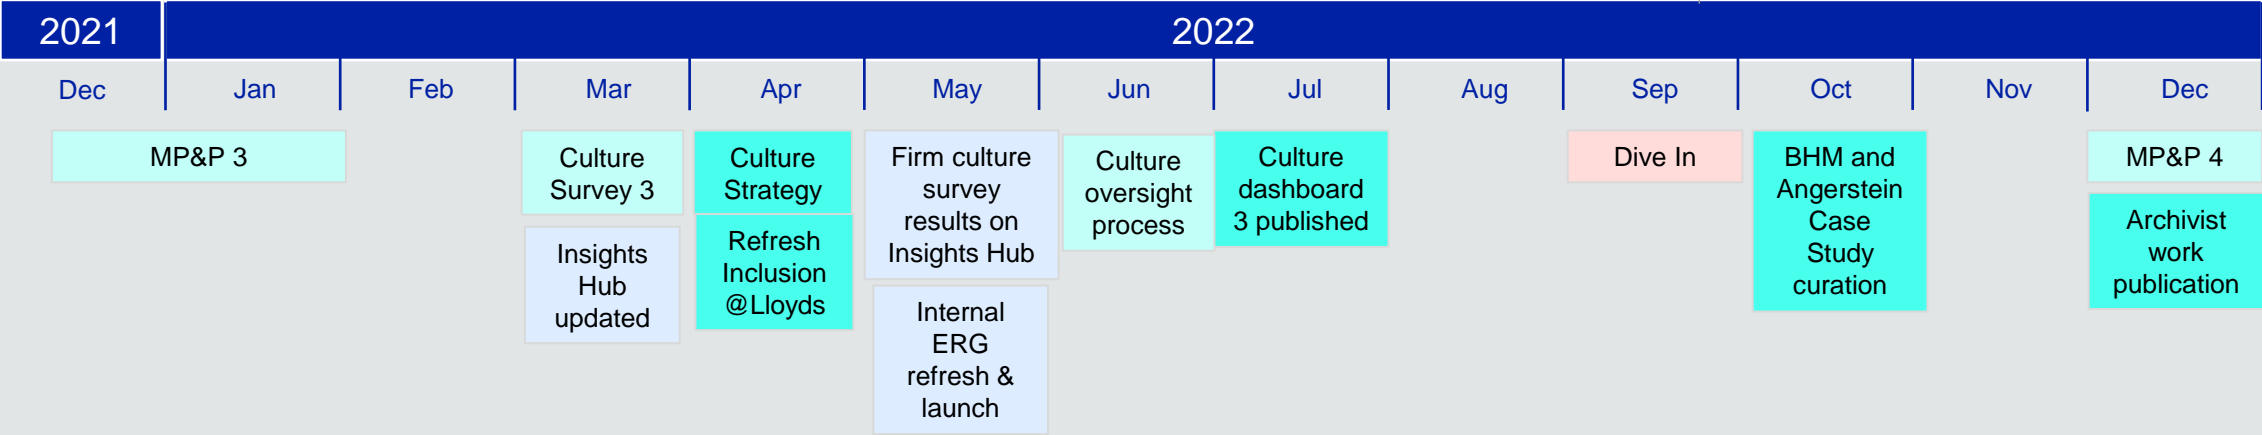 2021
2022
Dec
Jan
Feb
Mar
Apr
May
Jun
Jul
Aug
Sep
Oct
Nov
Dec
MP&P 3
Culture
Survey 3
Insights
Hub
updated
Culture
Strategy
Refresh
Inclusion
@Lloyds
Firm culture
survey
results on
Insights Hub
Internal
ERG
refresh &
launch
Culture
oversight
process
Culture
dashboard
3 published
Dive In
BHM and
Angerstein
Case
Study
curation
MP&P 4
Archivist
work
publication